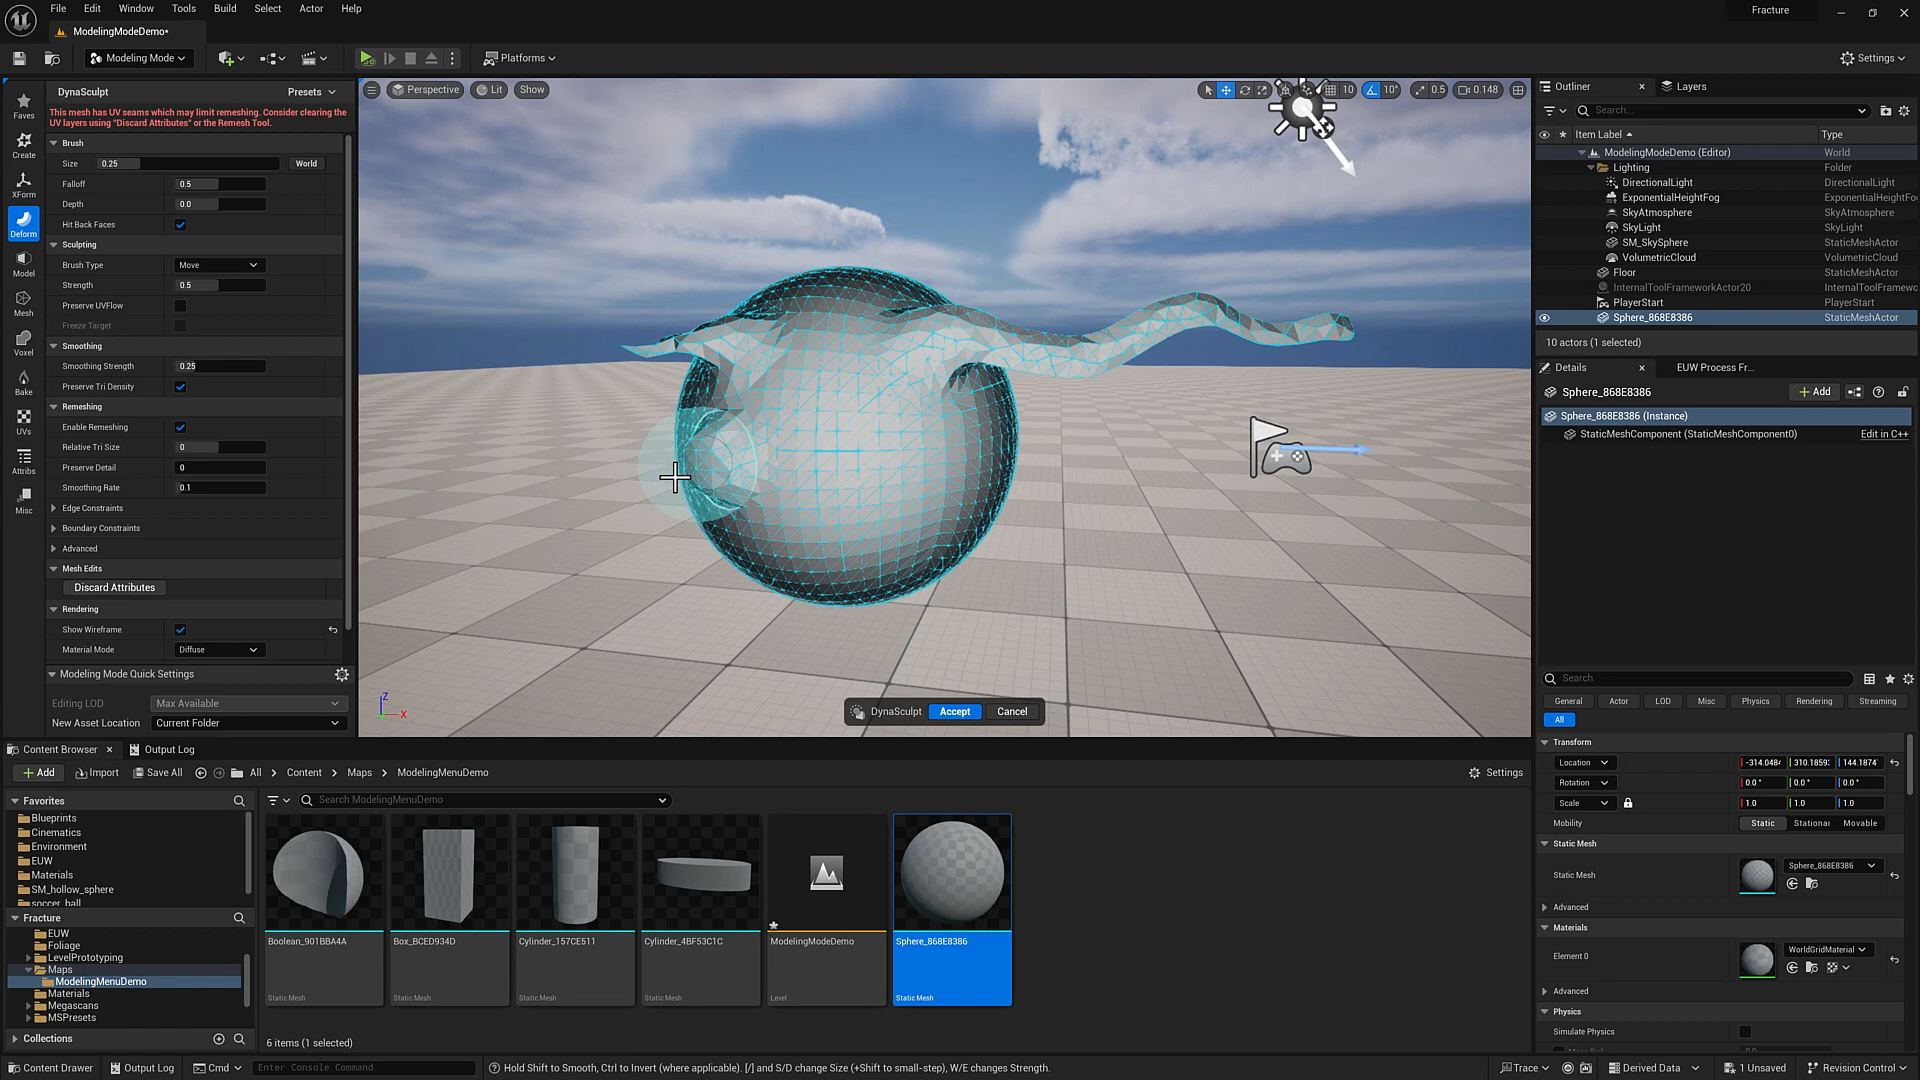 File Edit Window Tools Build Select Actor Help
Fracture
ModelingModeDemo*
Modeling Mode
Platforms
Settings
DynaSculpt
Presets
This mesh has UV seams which may limit remeshing. Consider clearing the
UV layers using "Discard Attributes" or the Remesh Tool.
Faves
Create
XForm
Deform
Model
Mesh
Voxel
Bake
UVs
Attribs
Misc
Brush
Size 0.25 World
Falloff 0.5
Depth 0.0
Hit Back Faces
Sculpting
Brush Type Move
Strength 0.5
Preserve UVFlow
Freeze Target
Smoothing
Smoothing Strength 0.25
Preserve Tri Density
Remeshing
Enable Remeshing
Relative Tri Size 0
Preserve Detail 0
Smoothing Rate 0.1
Edge Constraints
Boundary Constraints
Advanced
Mesh Edits
Discard Attributes
Rendering
Show Wireframe
Material Mode Diffuse
Modeling Mode Quick Settings
Editing LOD Max Available
New Asset Location Current Folder
Perspective Lit Show
10 10° 0.5 0.148
Z
X
DynaSculpt Accept Cancel
Outliner Layers
Search...
Item Label Type
ModelingModeDemo (Editor) World
Lighting Folder
DirectionalLight DirectionalLight
ExponentialHeightFog ExponentialHeightFo
SkyAtmosphere SkyAtmosphere
SkyLight SkyLight
SM_SkySphere StaticMeshActor
VolumetricCloud VolumetricCloud
Floor StaticMeshActor
InternalToolFrameworkActor20 InternalToolFramewo
PlayerStart PlayerStart
Sphere_868E8386 StaticMeshActor
10 actors (1 selected)
Details EUW Process Fr...
Sphere_868E8386
Add
Sphere_868E8386 (Instance)
StaticMeshComponent (StaticMeshComponent0) Edit in C++
Search
General Actor LOD Misc Physics Rendering Streaming
All
Transform
Location -314.048 310.1859 144.1874
Rotation 0.0° 0.0° 0.0°
Scale 1.0 1.0 1.0
Mobility Static Stationar Movable
Static Mesh
Static Mesh Sphere_868E8386
Advanced
Materials
Element 0 WorldGridMaterial
Advanced
Physics
Simulate Physics
Content Browser Output Log
Add Import Save All All Content Maps ModelingMenuDemo Settings
Favorites
Search ModelingMenuDemo
Blueprints
Cinematics
Environment
EUW
Materials
SM_hollow_sphere
soccer_ball
Fracture
EUW
Foliage
LevelPrototyping
Maps
ModelingMenuDemo
Materials
Megascans
MSPresets
Collections
Boolean_901BBA4A
Static Mesh
Box_BCED934D
Static Mesh
Cylinder_157CE511
Static Mesh
Cylinder_4BF53C1C
Static Mesh
ModelingModeDemo
Level
Sphere_868E8386
Static Mesh
6 items (1 selected)
Content Drawer Output Log Cmd Enter Console Command
Hold Shift to Smooth, Ctrl to Invert (where applicable). [/] and S/D change Size (+Shift to small-step), W/E changes Strength.
Trace Derived Data 1 Unsaved Revision Control